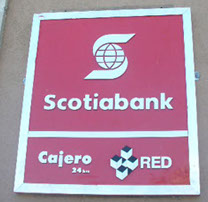 Scotiabank
Cajero RED
24 hrs